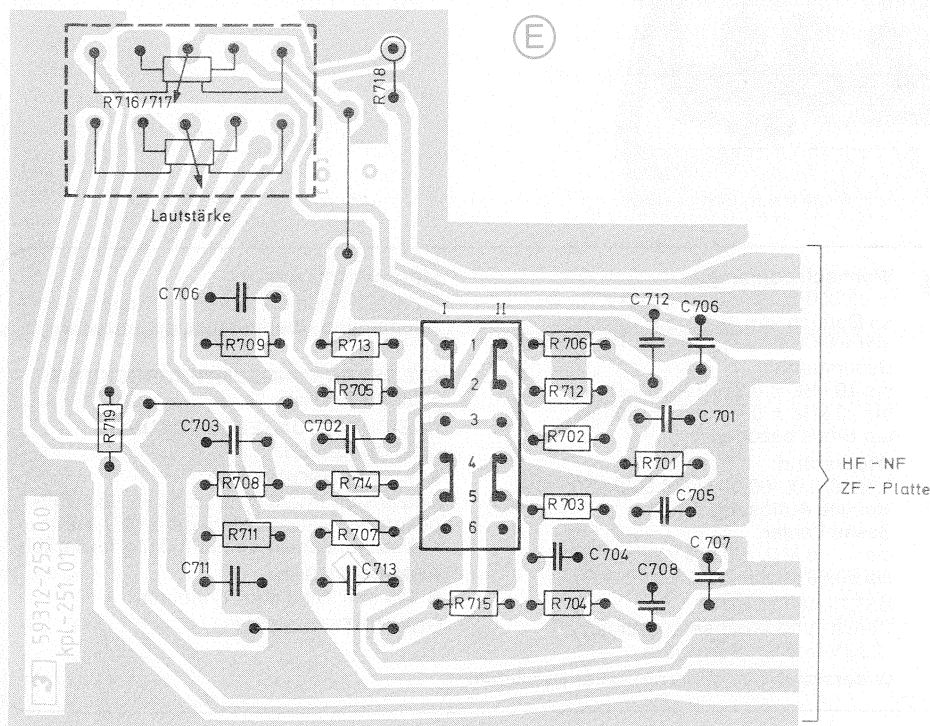 E
R718
R716/717
Lautstärke
C706
I
II
C712
C706
R709
R713
1
R706
2
R705
R712
R719
3
C701
C703
C702
R702
4
R701
HF - NF
ZF - Platte
R708
R714
5
C705
R703
R711
R707
6
C704
C707
C711
C713
C708
R715
R704
3
59312-253.00
kpl.-251.01